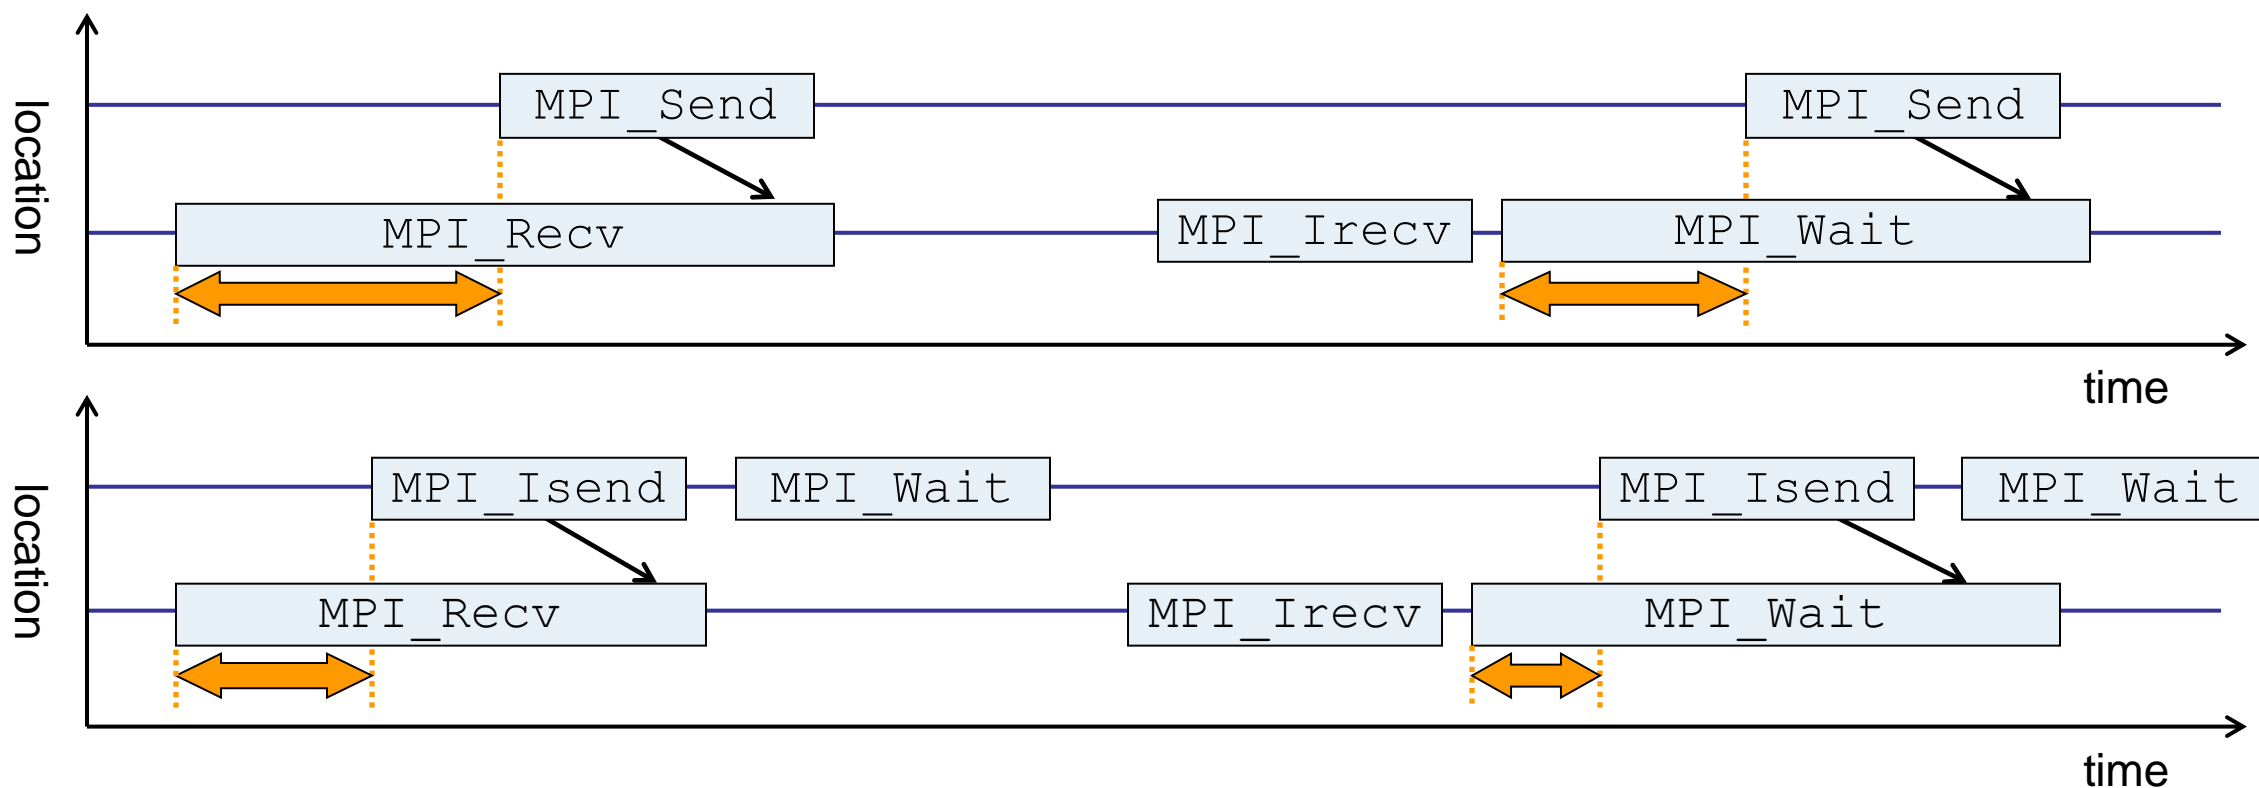 location
MPI_Send
MPI_Send
MPI_Recv
MPI_Irecv
MPI_Wait
time
location
MPI_Isend
MPI_Wait
MPI_Isend
MPI_Wait
MPI_Recv
MPI_Irecv
MPI_Wait
time